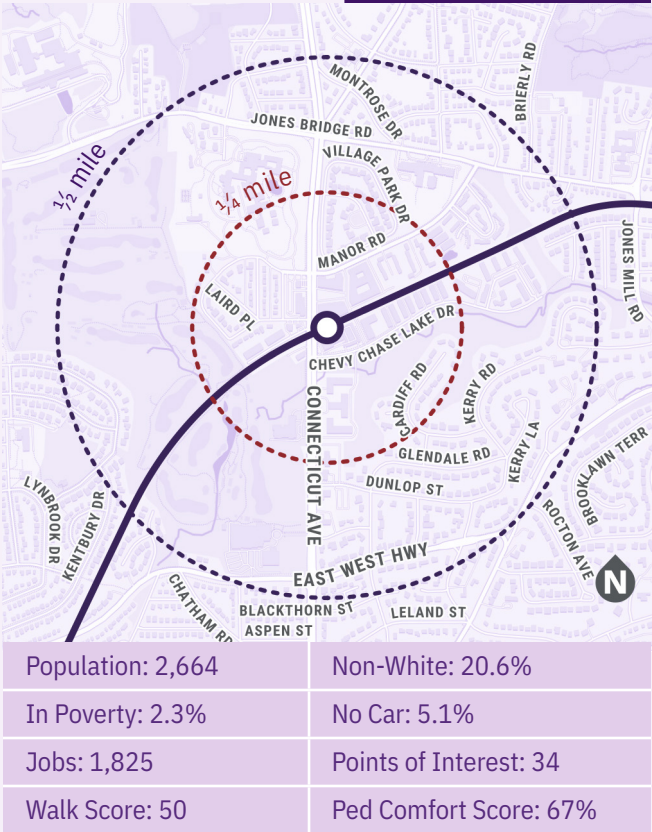 BRIERLY RD
MONTROSE DR
JONES BRIDGE RD
½ mile
VILLAGE PARK DR
¼ mile
MANOR RD
JONES MILL RD
LAIRD PL
CHEVY CHASE LAKE DR
CARDIFF RD
KERRY RD
CONNECTICUT AVE
KERRY LA
GLENDALE RD
BROOKLAWN TERR
DUNLOP ST
LYNBROOK DR
KENTBURY DR
ROCTON AVE
EAST WEST HWY
N
CHATHAM RD
BLACKTHORN ST
LELAND ST
ASPEN ST
Population: 2,664
Non-White: 20.6%
In Poverty: 2.3%
No Car: 5.1%
Jobs: 1,825
Points of Interest: 34
Walk Score: 50
Ped Comfort Score: 67%